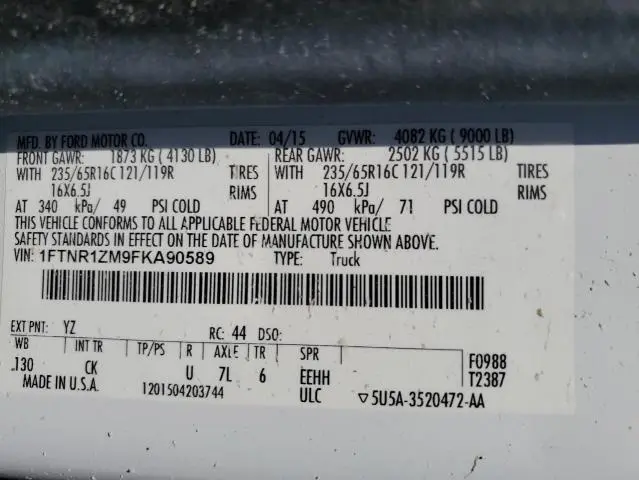 MFD. BY FORD MOTOR CO. DATE: 04/15 GVWR: 4082 KG ( 9000 LB)
FRONT GAWR: 1873 KG ( 4130 LB) REAR GAWR: 2502 KG ( 5515 LB)
WITH 235/65R16C 121/119R TIRES WITH 235/65R16C 121/119R TIRES
16X6.5J RIMS 16X6.5J RIMS
AT 340 kPa/ 49 PSI COLD AT 490 kPa/ 71 PSI COLD
THIS VEHICLE CONFORMS TO ALL APPLICABLE FEDERAL MOTOR VEHICLE
SAFETY STANDARDS IN EFFECT ON THE DATE OF MANUFACTURE SHOWN ABOVE.
VIN: 1FTNR1ZM9FKA90589 TYPE: Truck
EXT PNT: YZ RC: 44 DSO:
WB INT TR TP/PS R AXLE TR SPR
130 CK U 7L 6 EEHH F0988
MADE IN U.S.A. 1201504203744 ULC T2387
▽5U5A-3520472-AA